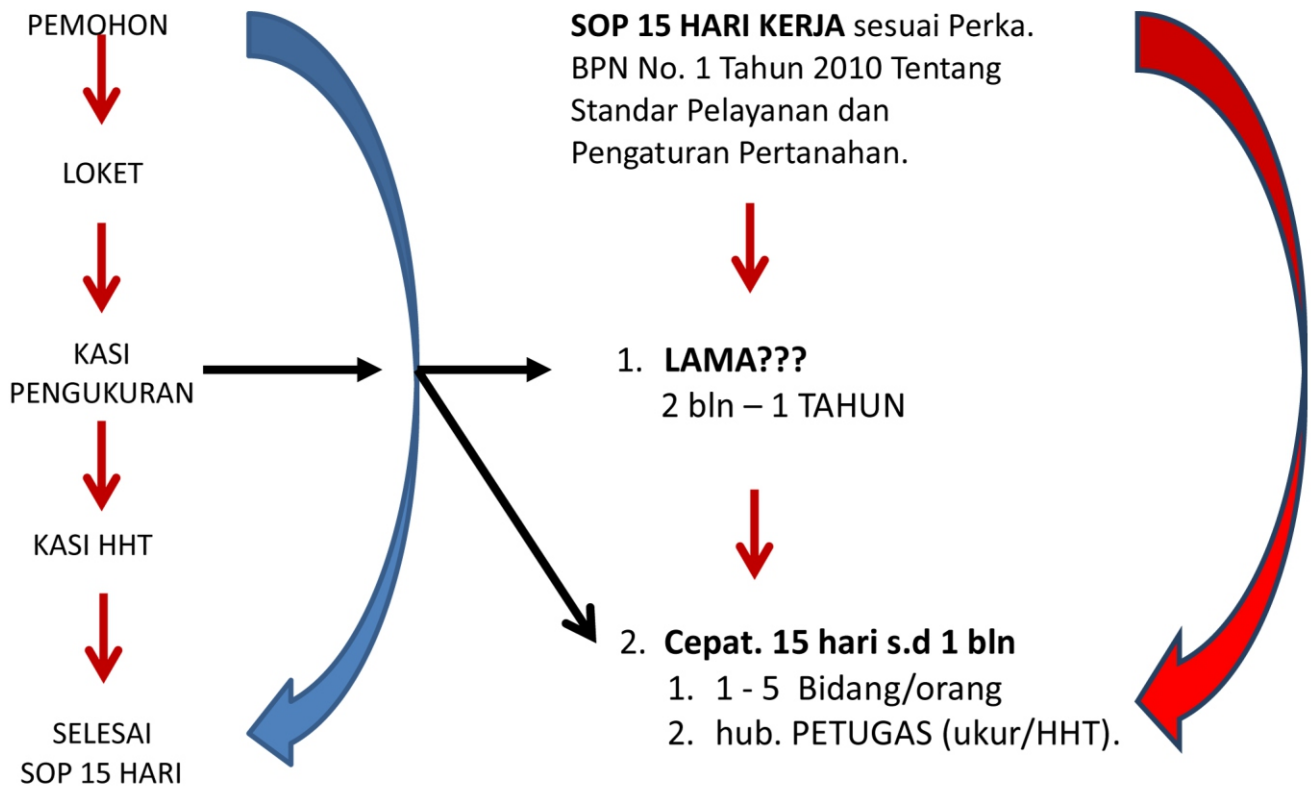 PEMOHON
LOKET
KASI
PENGUKURAN
KASI HHT
SELESAI
SOP 15 HARI
SOP 15 HARI KERJA sesuai Perka.
BPN No. 1 Tahun 2010 Tentang
Standar Pelayanan dan
Pengaturan Pertanahan.
1. LAMA???
2 bln – 1 TAHUN
2. Cepat. 15 hari s.d 1 bln
1. 1 - 5 Bidang/orang
2. hub. PETUGAS (ukur/HHT).